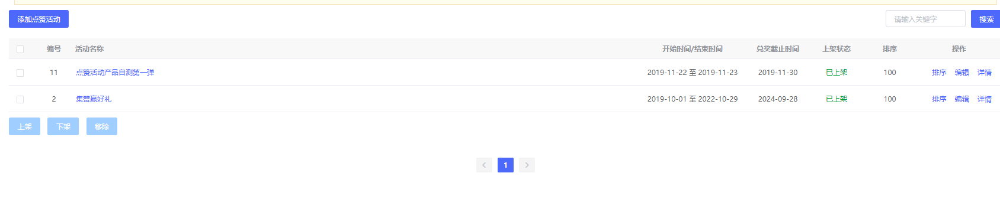 添加点赞活动 请输入关键字 搜索
编号 活动名称 开始时间/结束时间 兑奖截止时间 上架状态 排序 操作
11 点赞活动产品自测第一弹 2019-11-22 至 2019-11-23 2019-11-30 已上架 100 排序 编辑 详情
2 集赞赢好礼 2019-10-01 至 2022-10-29 2024-09-28 已上架 100 排序 编辑 详情
上架 下架 移除
1